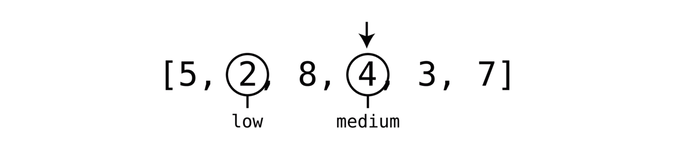 [5, 2, 8, 4, 3, 7]
low medium